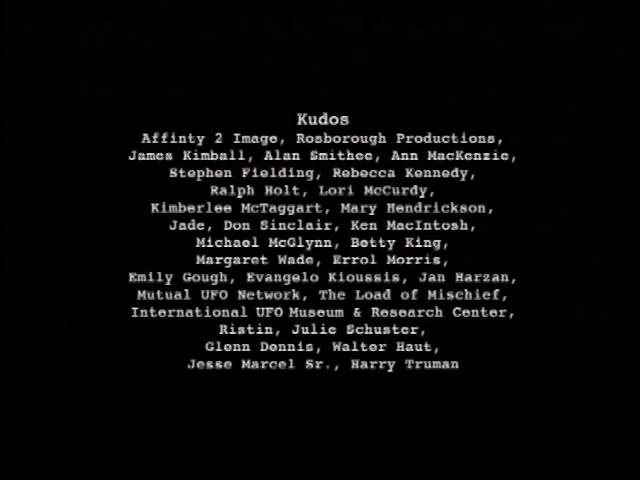 Kudos
Affinty 2 Image, Rosborough Productions,
James Kimball, Alan Smithee, Ann MacKenzie,
Stephen Fielding, Rebecca Kennedy,
Ralph Holt, Lori McCurdy,
Kimberlee McTaggart, Mary Hendrickson,
Jade, Don Sinclair, Ken MacIntosh,
Michael McGlynn, Betty King,
Margaret Wade, Errol Morris,
Emily Gough, Evangelo Kioussis, Jan Harzan,
Mutual UFO Network, The Load of Mischief,
International UFO Museum & Research Center,
Ristin, Julie Schuster,
Glenn Dennis, Walter Haut,
Jesse Marcel Sr., Harry Truman